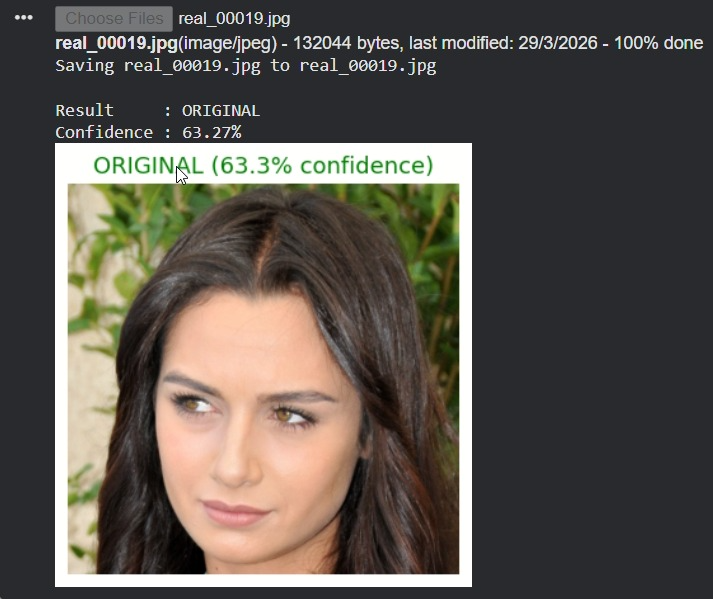 ••• Choose Files real_00019.jpg
real_00019.jpg(image/jpeg) - 132044 bytes, last modified: 29/3/2026 - 100% done
Saving real_00019.jpg to real_00019.jpg
Result : ORIGINAL
Confidence : 63.27%
ORIGINAL (63.3% confidence)